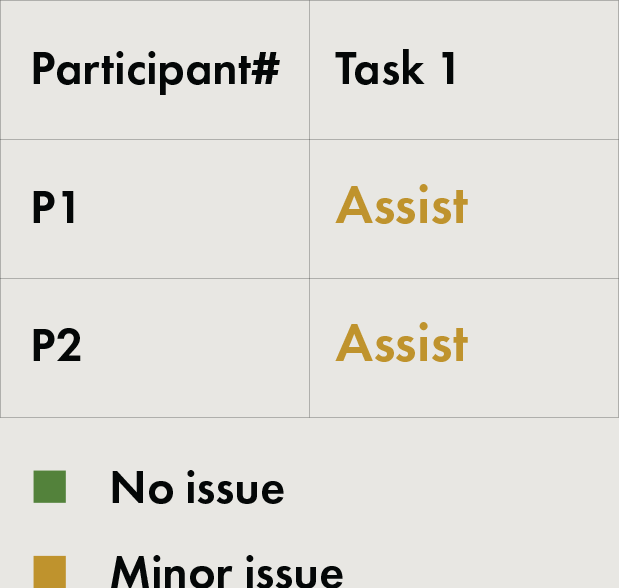 Participant# Task 1
P1 Assist
P2 Assist
No issue
Minor issue